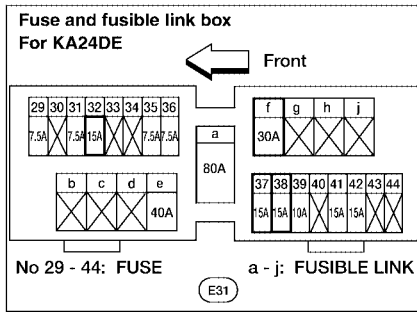 Fuse and fusible link box
For KA24DE
Front
29 30 31 32 33 34 35 36
7.5A 7.5A 15A 7.5A 7.5A
a
80A
f g h j
30A
b c d e
40A
37 38 39 40 41 42 43 44
15A 15A 10A 15A 15A
No 29 - 44: FUSE
a - j: FUSIBLE LINK
E31